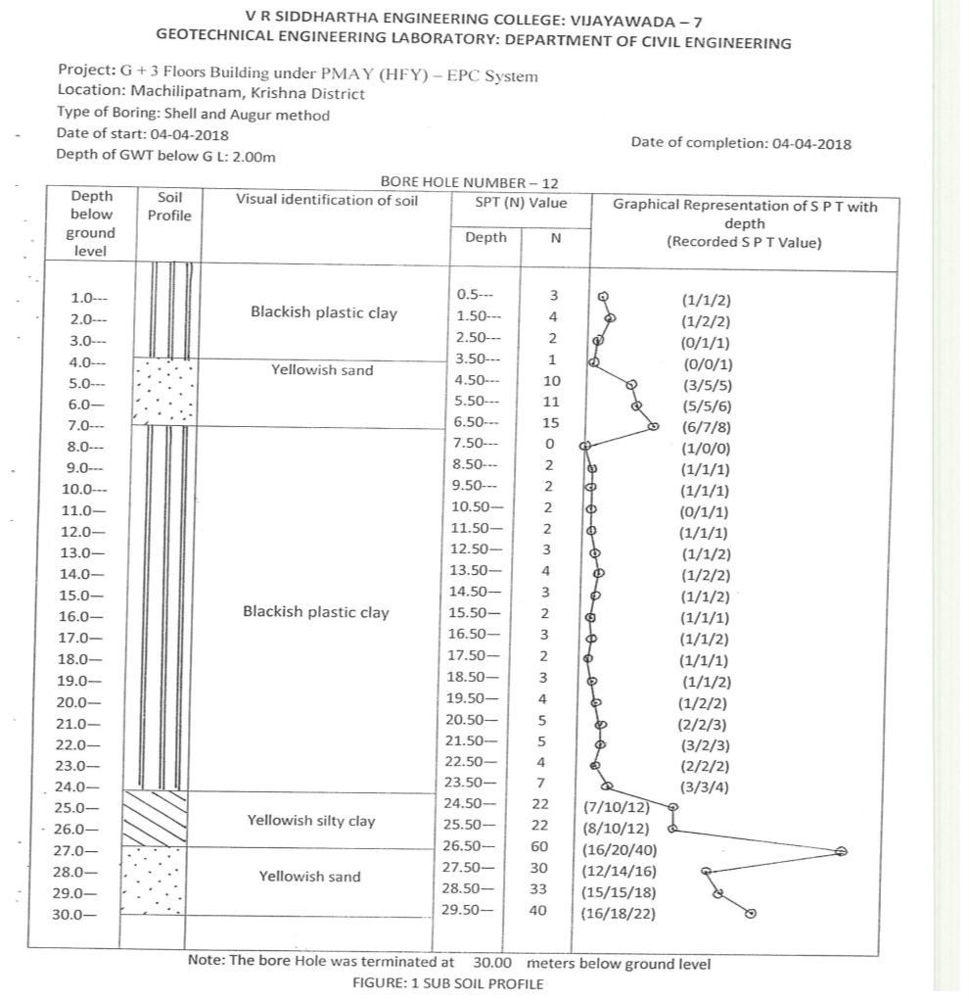 V R SIDDHARTHA ENGINEERING COLLEGE: VIJAYAWADA – 7
GEOTECHNICAL ENGINEERING LABORATORY: DEPARTMENT OF CIVIL ENGINEERING
Project: G + 3 Floors Building under PMAY (HFY) – EPC System
Location: Machilipatnam, Krishna District
Type of Boring: Shell and Augur method
Date of start: 04-04-2018 Date of completion: 04-04-2018
Depth of GWT below G L: 2.00m
BORE HOLE NUMBER – 12
Depth below ground level Soil Profile Visual identification of soil SPT (N) Value Graphical Representation of S P T with depth (Recorded S P T Value)
Depth N
1.0--- 0.5--- 3 (1/1/2)
Blackish plastic clay
2.0--- 1.50--- 4 (1/2/2)
3.0--- 2.50--- 2 (0/1/1)
4.0--- 3.50--- 1 (0/0/1)
Yellowish sand
5.0--- 4.50--- 10 (3/5/5)
6.0— 5.50--- 11 (5/5/6)
7.0--- 6.50--- 15 (6/7/8)
8.0--- 7.50--- 0 (1/0/0)
9.0--- 8.50--- 2 (1/1/1)
10.0--- 9.50--- 2 (1/1/1)
11.0— 10.50— 2 (0/1/1)
12.0— 11.50— 2 (1/1/1)
13.0— 12.50— 3 (1/1/2)
14.0— 13.50— 4 (1/2/2)
15.0— 14.50— 3 (1/1/2)
16.0— Blackish plastic clay 15.50— 2 (1/1/1)
17.0— 16.50— 3 (1/1/2)
18.0— 17.50— 2 (1/1/1)
19.0— 18.50— 3 (1/1/2)
20.0— 19.50— 4 (1/2/2)
21.0— 20.50— 5 (2/2/3)
22.0— 21.50— 5 (3/2/3)
23.0— 22.50— 4 (2/2/2)
24.0— 23.50— 7 (3/3/4)
25.0— 24.50— 22 (7/10/12)
Yellowish silty clay
26.0— 25.50— 22 (8/10/12)
27.0— 26.50— 60 (16/20/40)
28.0— Yellowish sand 27.50— 30 (12/14/16)
29.0— 28.50— 33 (15/15/18)
30.0— 29.50— 40 (16/18/22)
Note: The bore Hole was terminated at 30.00 meters below ground level
FIGURE: 1 SUB SOIL PROFILE